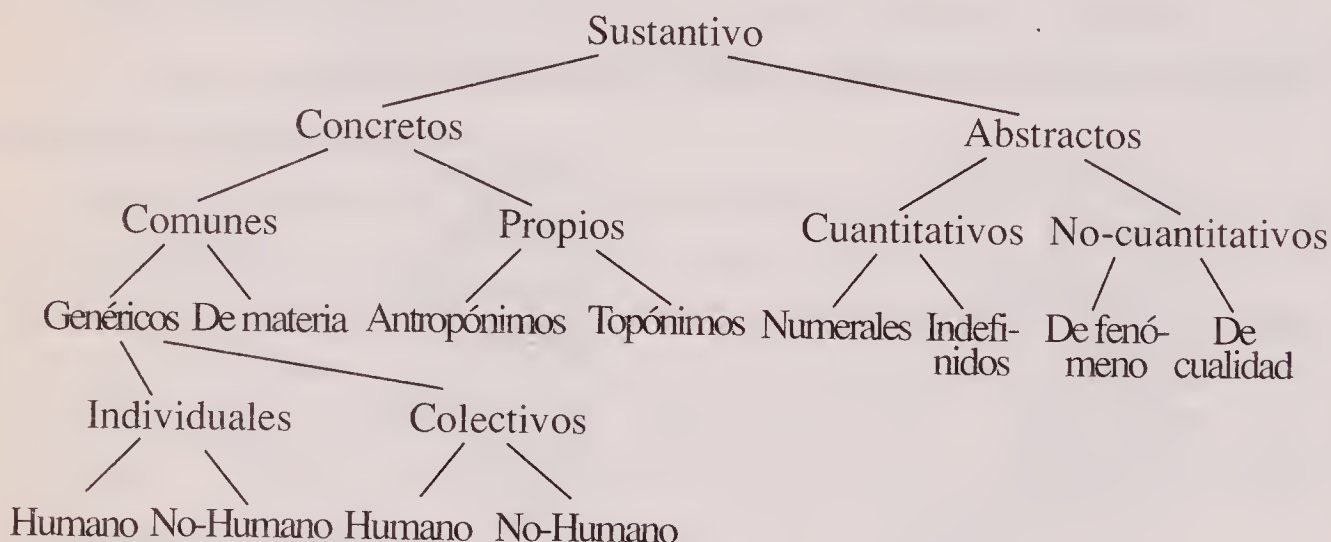 Sustantivo
Concretos Abstractos
Comunes Propios Cuantitativos No-cuantitativos
Genéricos De materia Antropónimos Topónimos Numerales Indefi- De fenó- De
nidos meno cualidad
Individuales Colectivos
Humano No-Humano Humano No-Humano